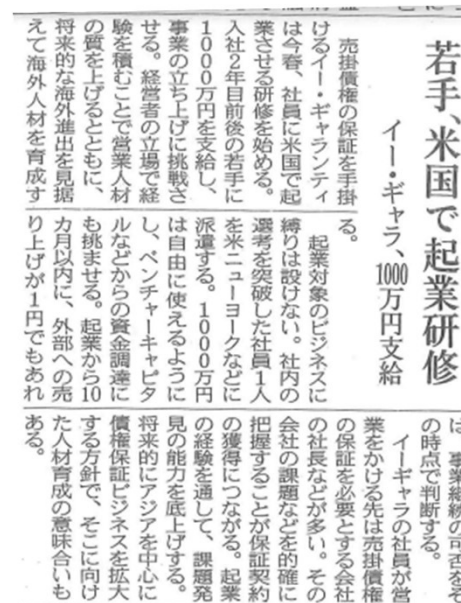 若手、米国で起業研修
イー・ギャラ、1000万円支給
売掛債権の保証を手掛
けるイー・ギャランティ
は今春、社員に米国で起
業させる研修を始める。
入社2年目前後の若手に
1000万円を支給し、
事業の立ち上げに挑戦さ
せる。経営者の立場で経
験を積むことで営業人材
の質を上げるとともに、
将来的な海外進出を見据
えて海外人材を育成す
る。
起業対象のビジネスに
縛りは設けない。社内の
選考を突破した社員1人
を米ニューヨークなどに
派遣する。1000万円
は自由に使えるように
し、ベンチャーキャピタ
ルなどからの資金調達に
も挑ませる。起業から10
カ月以内に、外部への売
り上げが1円でもあれ
ば、事業継続の可否をそ
の時点で判断する。
イーギャラの社員が営
業をかける先は売掛債権
の保証を必要とする会社
の社長などが多い。その
会社の課題などを的確に
把握することが保証契約
の獲得につながる。起業
の経験を通して、課題発
見の能力を底上げする。
将来的にアジアを中心に
債権保証ビジネスを拡大
する方針で、そこに向け
た人材育成の意味合いも
ある。